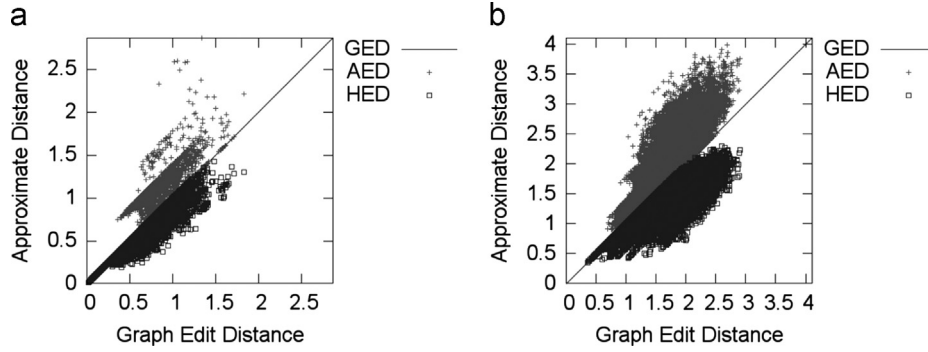 a
Approximate Distance
2.5
2
1.5
1
0.5
0
0 0.5 1 1.5 2 2.5
Graph Edit Distance
GED
AED
HED
b
Approximate Distance
4
3.5
3
2.5
2
1.5
1
0.5
0
0 0.5 1 1.5 2 2.5 3 3.5 4
Graph Edit Distance
GED
AED
HED